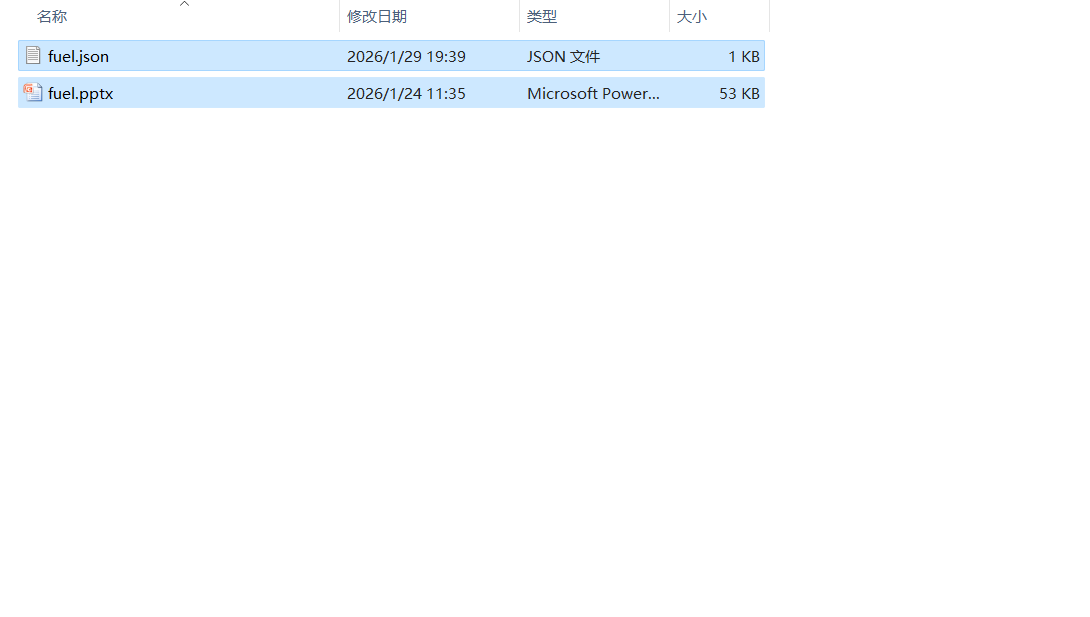 名称 修改日期 类型 大小
fuel.json 2026/1/29 19:39 JSON 文件 1 KB
fuel.pptx 2026/1/24 11:35 Microsoft Power... 53 KB